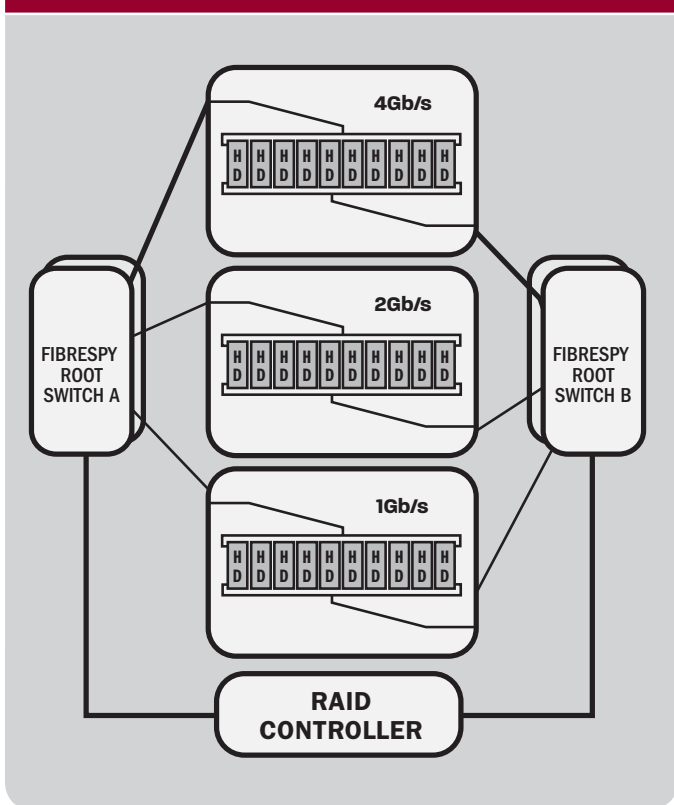 4Gb/s
H H H H H H H H H H
D D D D D D D D D D
2Gb/s
H H H H H H H H H H
D D D D D D D D D D
1Gb/s
H H H H H H H H H H
D D D D D D D D D D
FIBRESPY
ROOT
SWITCH A
FIBRESPY
ROOT
SWITCH B
RAID
CONTROLLER